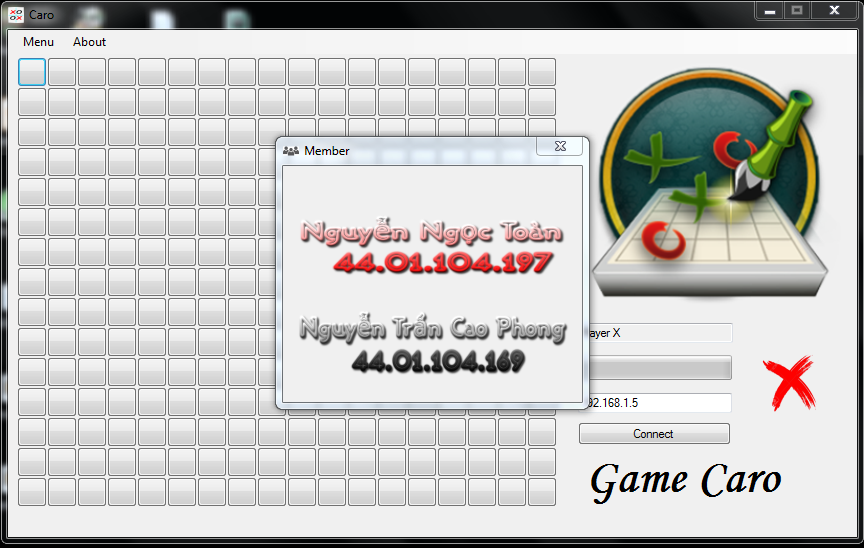 Caro
Menu About
Member
Nguyễn Ngọc Toản
44.01.104.197
Nguyễn Trần Cao Phong
44.01.104.169
ayer X
92.168.1.5
Connect
Game Caro